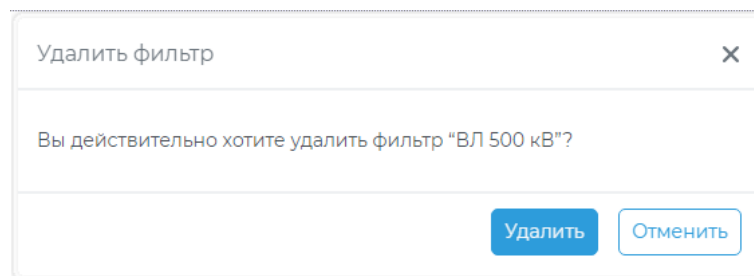 Удалить фильтр
Вы действительно хотите удалить фильтр “ВЛ 500 кВ”?
Удалить Отменить